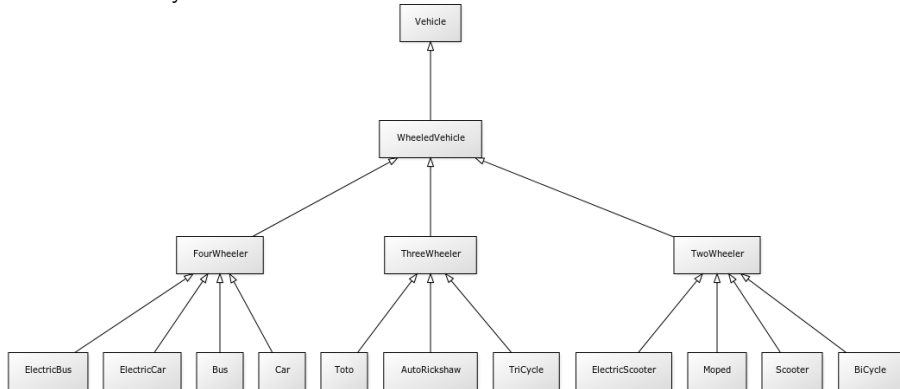 Vehicle
WheeledVehicle
FourWheeler
ThreeWheeler
TwoWheeler
ElectricBus
ElectricCar
Bus
Car
Toto
AutoRickshaw
TriCycle
ElectricScooter
Moped
Scooter
BiCycle